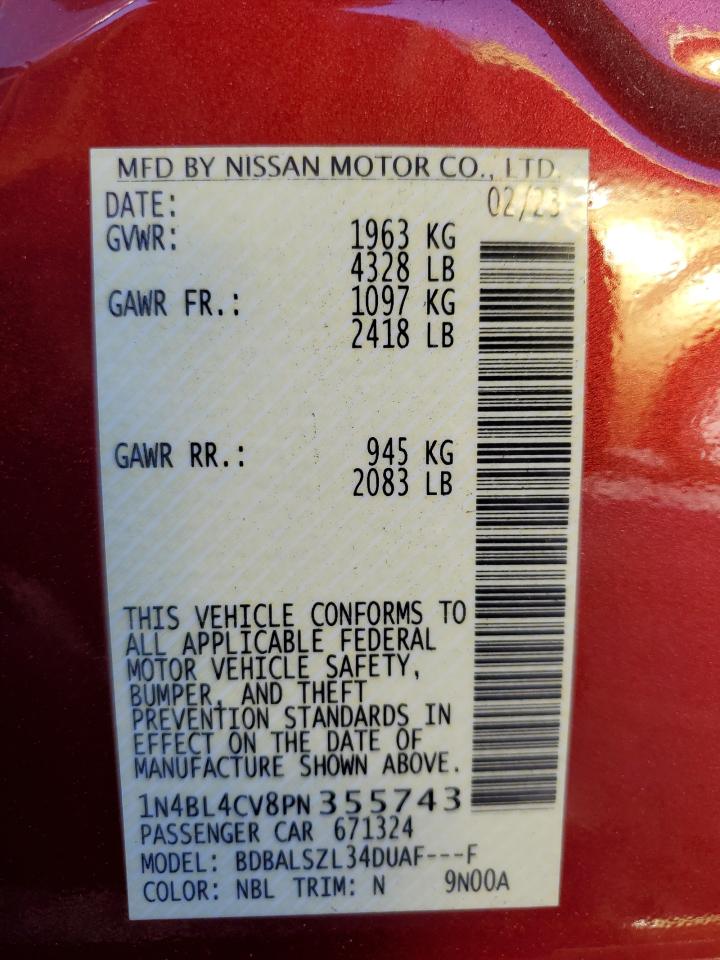 MFD BY NISSAN MOTOR CO., LTD.
DATE: 02/23
GVWR: 1963 KG
4328 LB
GAWR FR.: 1097 KG
2418 LB
GAWR RR.: 945 KG
2083 LB
THIS VEHICLE CONFORMS TO
ALL APPLICABLE FEDERAL
MOTOR VEHICLE SAFETY,
BUMPER, AND THEFT
PREVENTION STANDARDS IN
EFFECT ON THE DATE OF
MANUFACTURE SHOWN ABOVE.
1N4BL4CV8PN355743
PASSENGER CAR 671324
MODEL: BDBALSZL34DUAF---F
COLOR: NBL TRIM: N 9N00A